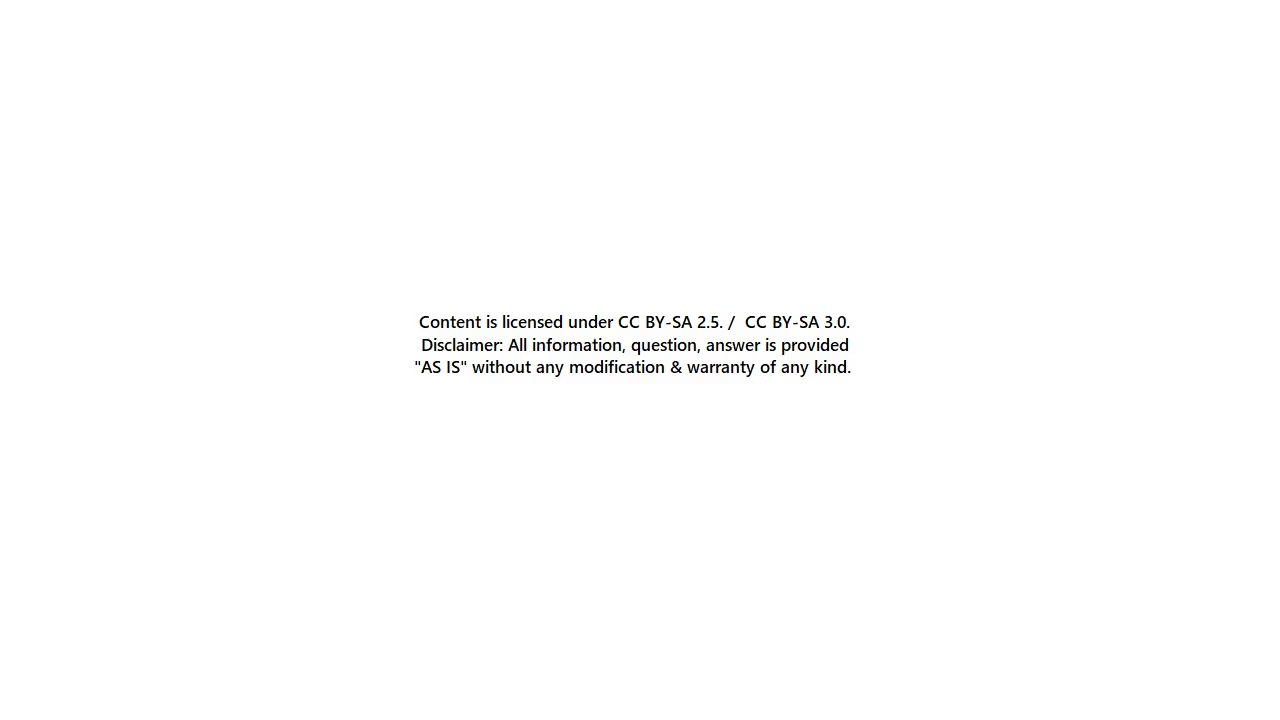 Content is licensed under CC BY-SA 2.5. /  CC BY-SA 3.0.
Disclaimer: All information, question, answer is provided
"AS IS" without any modification & warranty of any kind.